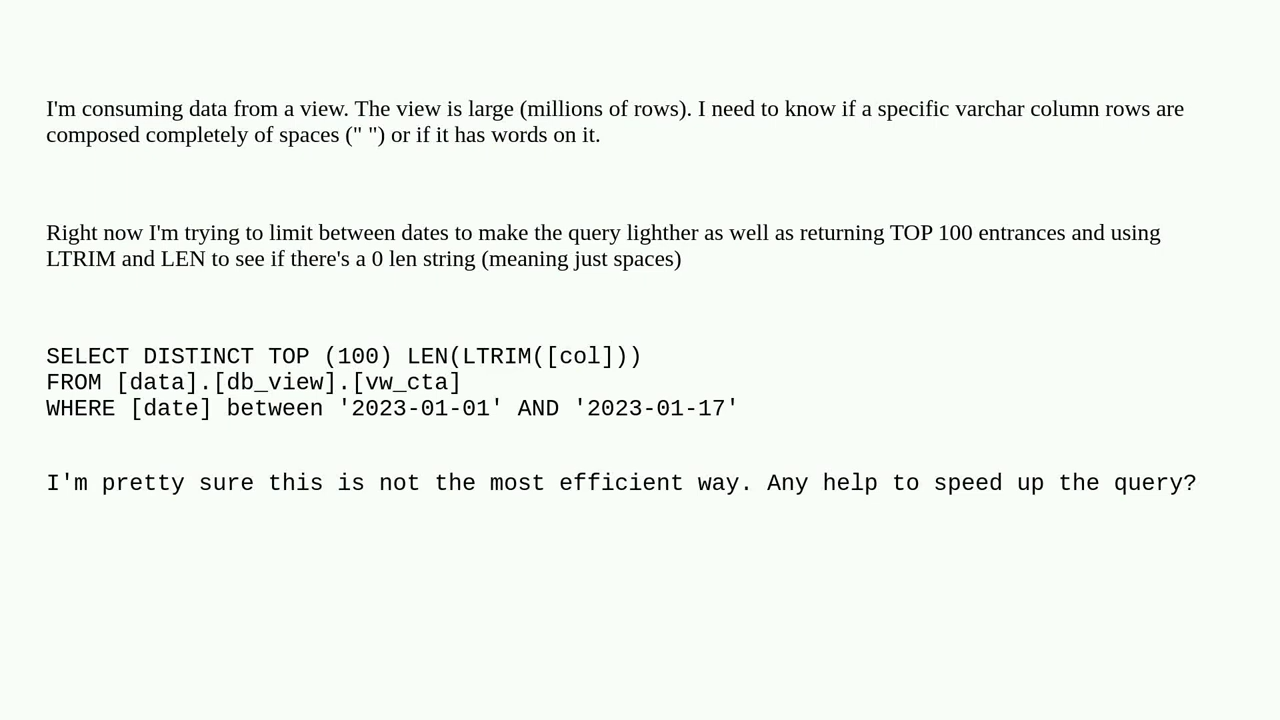 I'm consuming data from a view. The view is large (millions of rows). I need to know if a specific varchar column rows are
composed completely of spaces (" ") or if it has words on it.
Right now I'm trying to limit between dates to make the query lighther as well as returning TOP 100 entrances and using
LTRIM and LEN to see if there's a 0 len string (meaning just spaces)
SELECT DISTINCT TOP (100) LEN(LTRIM([col]))
FROM [data].[db_view].[vw_cta]
WHERE [date] between '2023-01-01' AND '2023-01-17'
I'm pretty sure this is not the most efficient way. Any help to speed up the query?